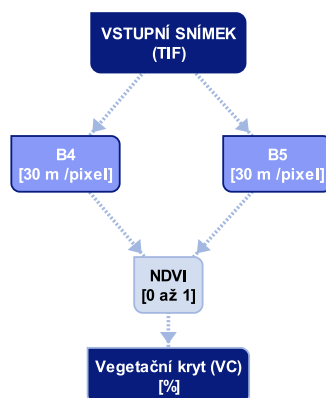 VSTUPNÍ SNÍMEK
(TIF)
B4
[30 m /pixel]
B5
[30 m /pixel]
NDVI
[0 až 1]
Vegetační kryt (VC)
[%]